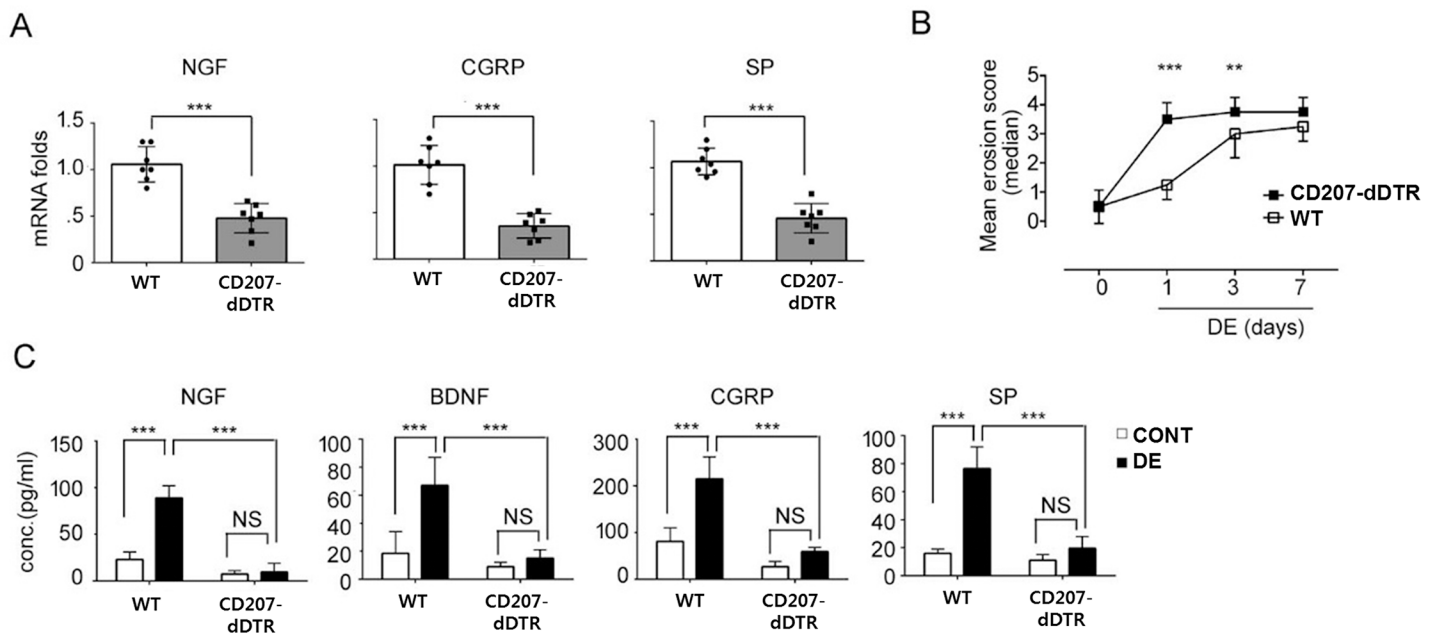 A
NGF
CGRP
SP
***
***
***
mRNA folds
1.5
1.0
.5
0
WT
CD207-
dDTR
WT
CD207-
dDTR
WT
CD207-
dDTR
B
***
**
Mean erosion score
(median)
5
4
3
2
1
0
CD207-dDTR
WT
0
1
3
7
DE (days)
C
NGF
BDNF
CGRP
SP
***
***
***
***
***
***
***
***
conc.(pg/ml)
150
100
50
0
NS
WT
CD207-
dDTR
100
80
60
40
20
0
NS
WT
CD207-
dDTR
300
200
100
0
NS
WT
CD207-
dDTR
100
80
60
40
20
0
NS
WT
CD207-
dDTR
CONT
DE